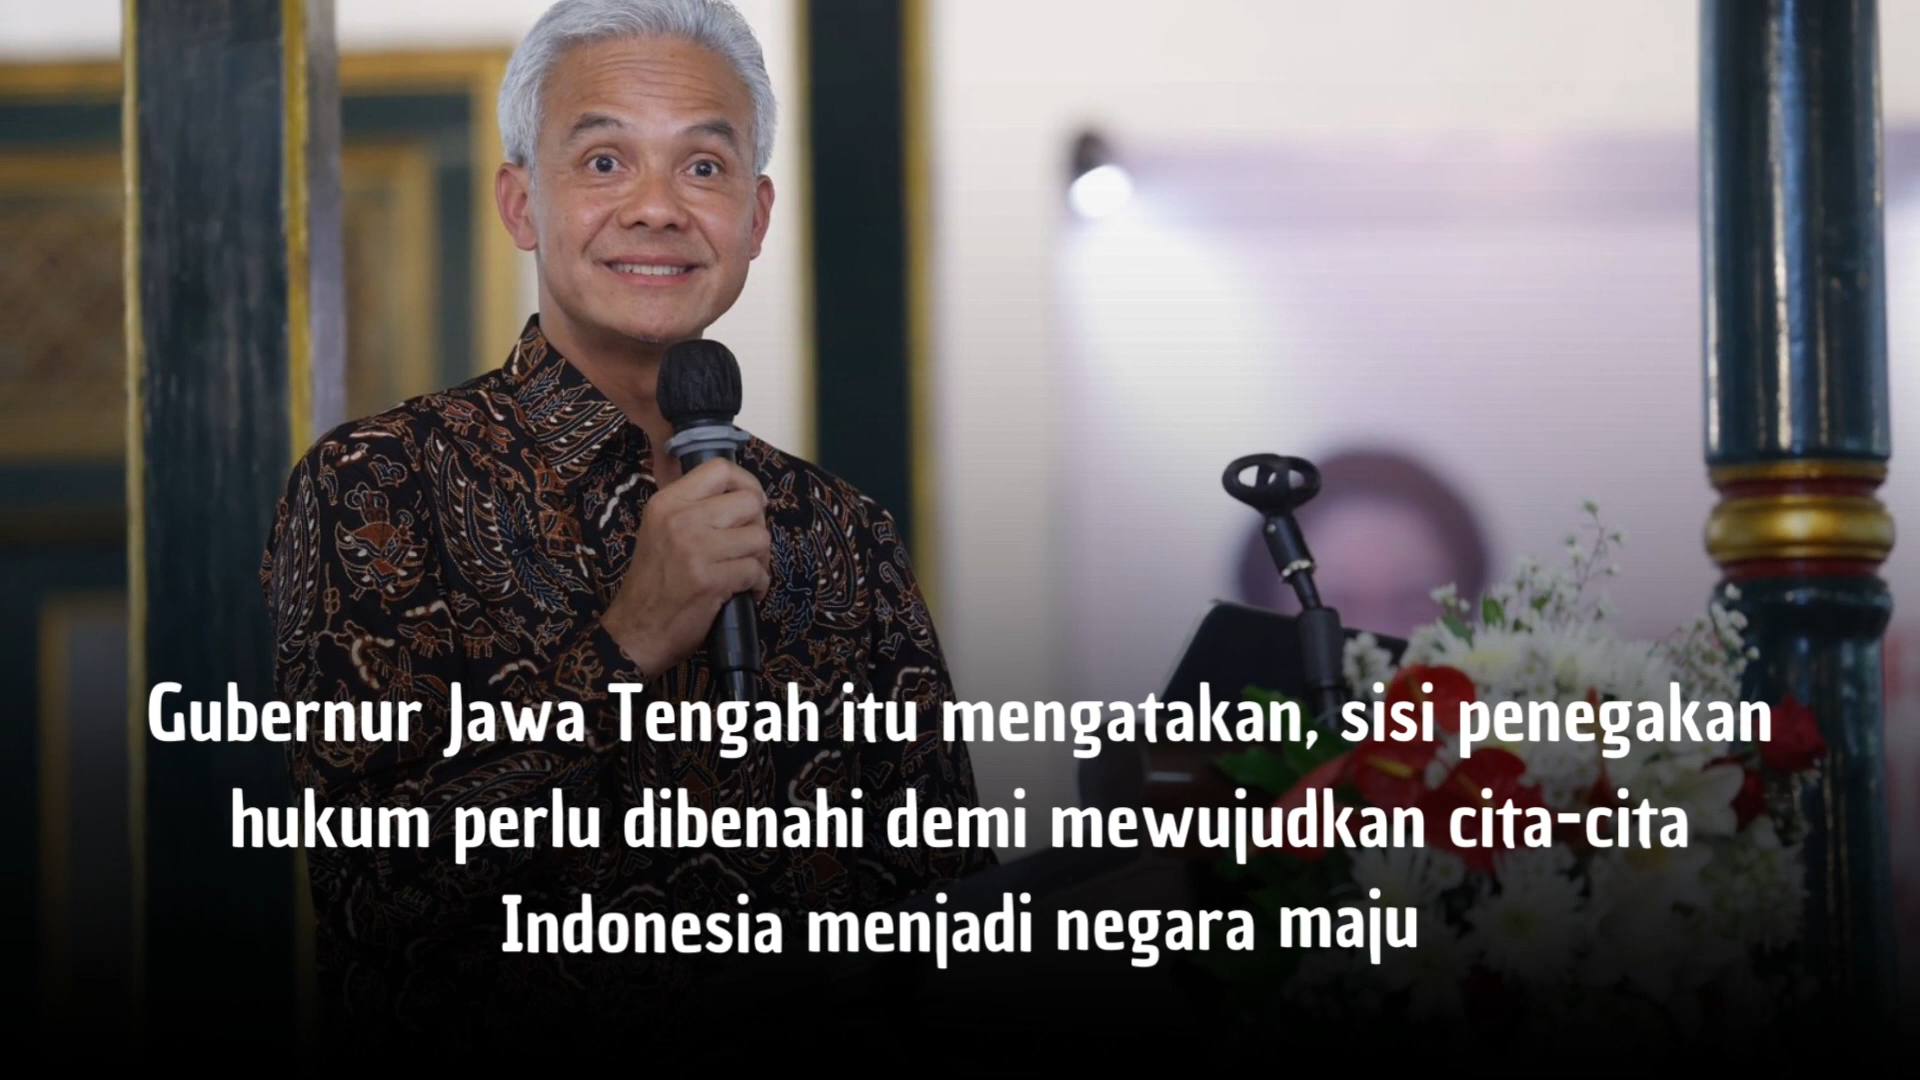 Gubernur Jawa Tengah itu mengatakan, sisi penegakan
hukum perlu dibenahi demi mewujudkan cita-cita
Indonesia menjadi negara maju